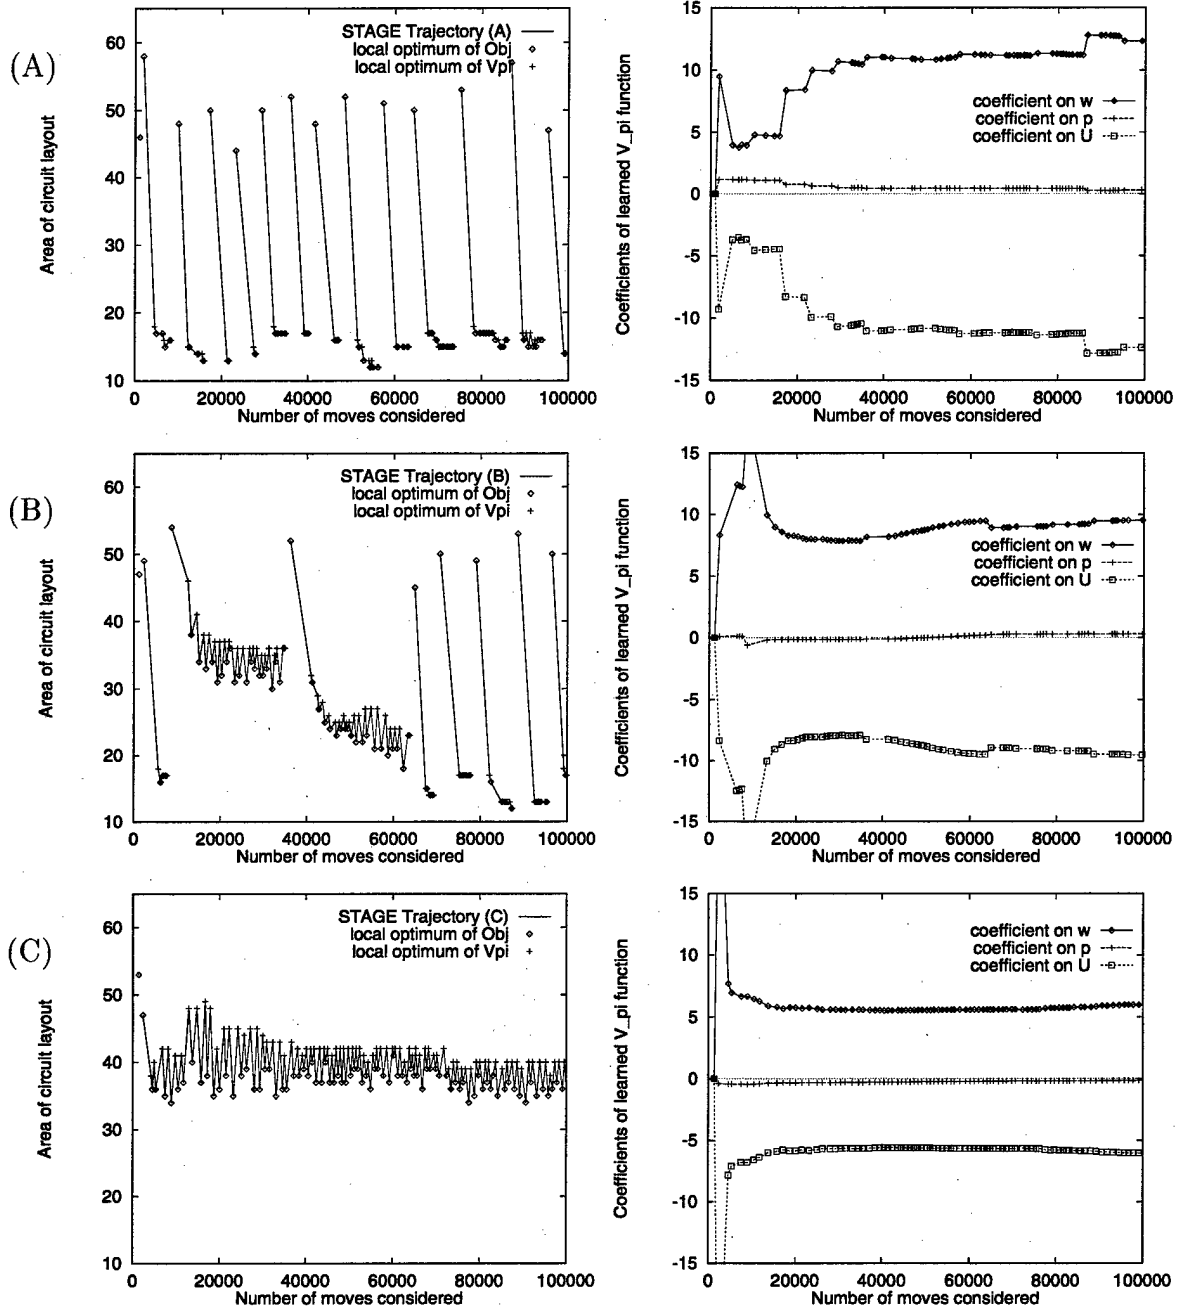 (A)
60
50
40
30
20
10
0
20000
40000
60000
80000
100000
Number of moves considered
Area of circuit layout
STAGE Trajectory (A)
local optimum of Obj
local optimum of Vpi
15
10
5
0
-5
-10
-15
0
20000
40000
60000
80000
100000
Number of moves considered
Coefficients of learned V_pi function
coefficient on w
coefficient on p
coefficient on U
(B)
60
50
40
30
20
10
0
20000
40000
60000
80000
100000
Number of moves considered
Area of circuit layout
STAGE Trajectory (B)
local optimum of Obj
local optimum of Vpi
15
10
5
0
-5
-10
-15
0
20000
40000
60000
80000
100000
Number of moves considered
Coefficients of learned V_pi function
coefficient on w
coefficient on p
coefficient on U
(C)
60
50
40
30
20
10
0
20000
40000
60000
80000
100000
Number of moves considered
Area of circuit layout
STAGE Trajectory (C)
local optimum of Obj
local optimum of Vpi
15
10
5
0
-5
-10
-15
0
20000
40000
60000
80000
100000
Number of moves considered
Coefficients of learned V_pi function
coefficient on w
coefficient on p
coefficient on U